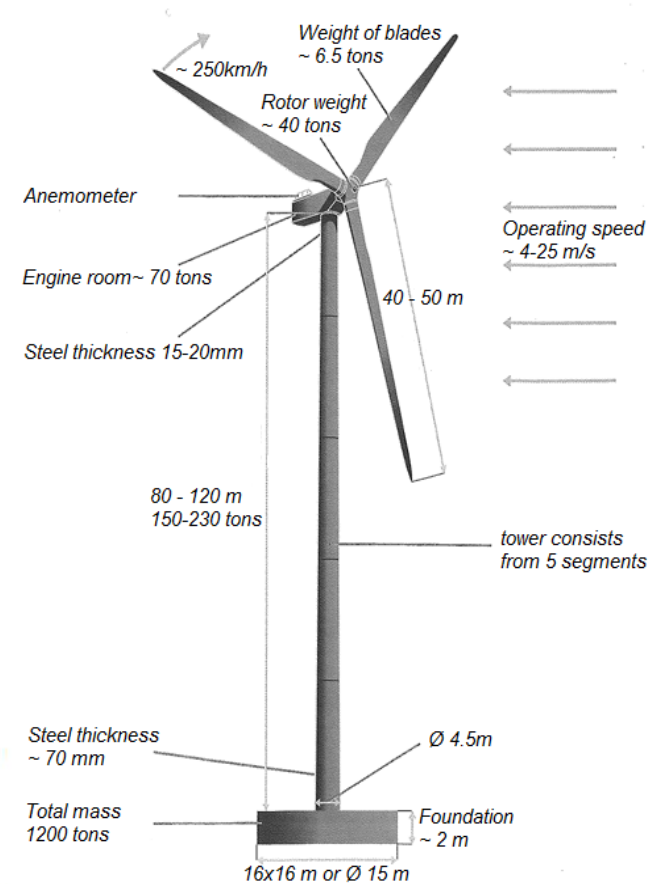 Weight of blades
~ 6.5 tons
~ 250km/h
Rotor weight
~ 40 tons
Anemometer
Operating speed
~ 4-25 m/s
Engine room~ 70 tons
40 - 50 m
Steel thickness 15-20mm
80 - 120 m
150-230 tons
tower consists
from 5 segments
Steel thickness
~ 70 mm
Ø 4.5m
Total mass
1200 tons
Foundation
~ 2 m
16x16 m or Ø 15 m